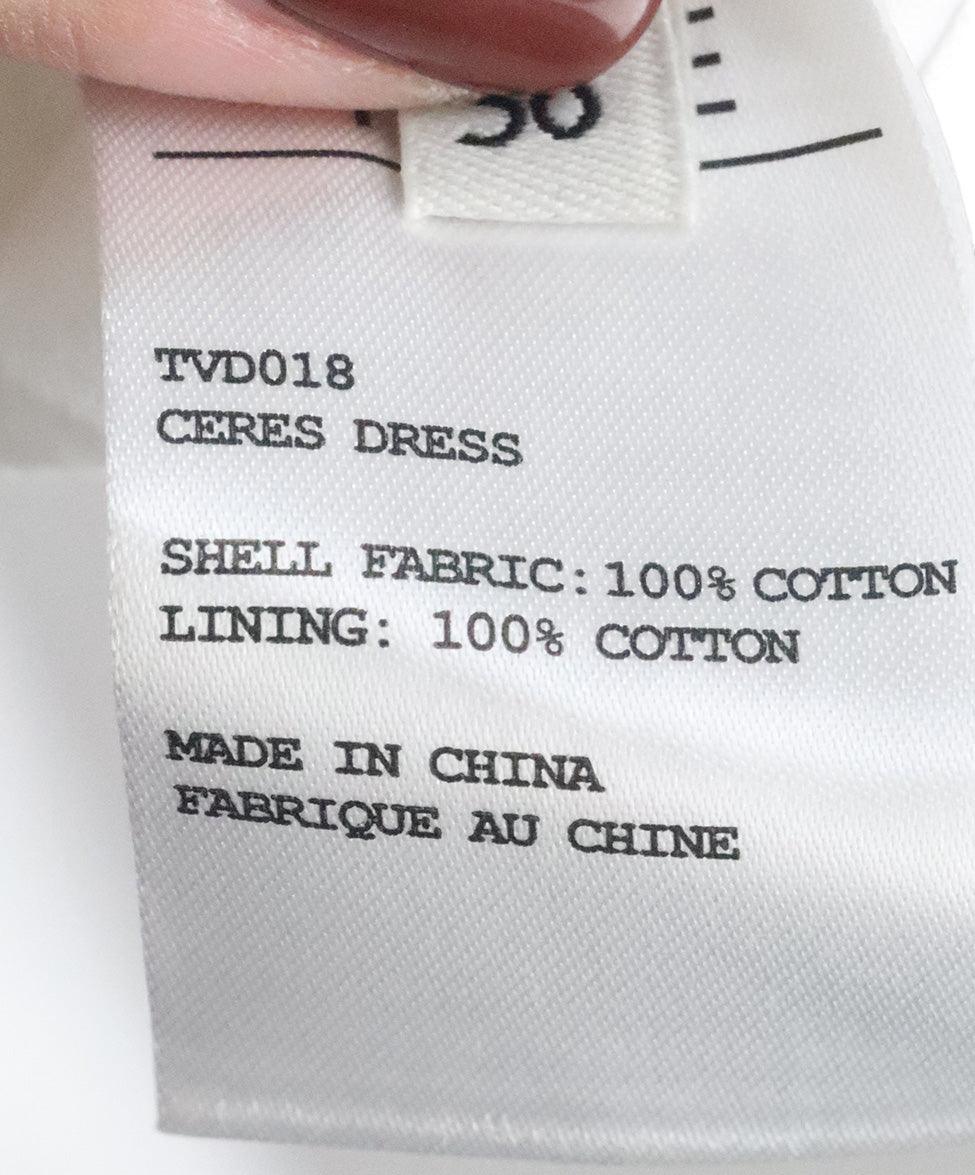 TVD018
CERES DRESS
SHELL FABRIC: 100% COTTON
LINING: 100% COTTON
MADE IN CHINA
FABRIQUE AU CHINE